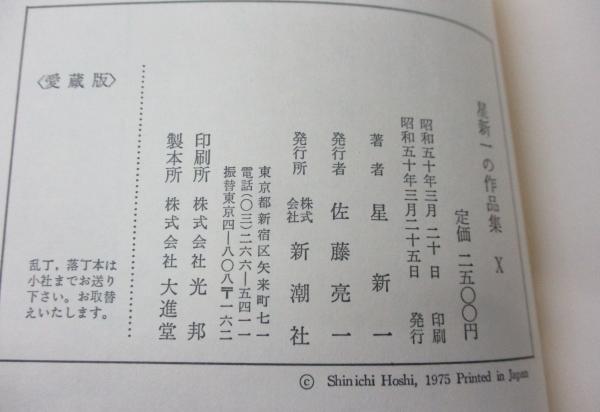 星新一の作品集 X
定価 二五〇〇円
昭和五十年三月 二十 日 印刷
昭和五十年三月二十五日 発行
著者 星 新一
発行者 佐藤亮一
発行所 株式会社 新潮社
東京都新宿区矢来町七一
電話(〇三)二六六―五四一一
振替東京四―八〇八〒一六二
印刷所 株式会社 光邦
製本所 株式会社 大進堂
〈愛蔵版〉
乱丁，落丁本は
小社までお送り
下さい。お取替
えいたします。
© Shinichi Hoshi, 1975 Printed in Japan